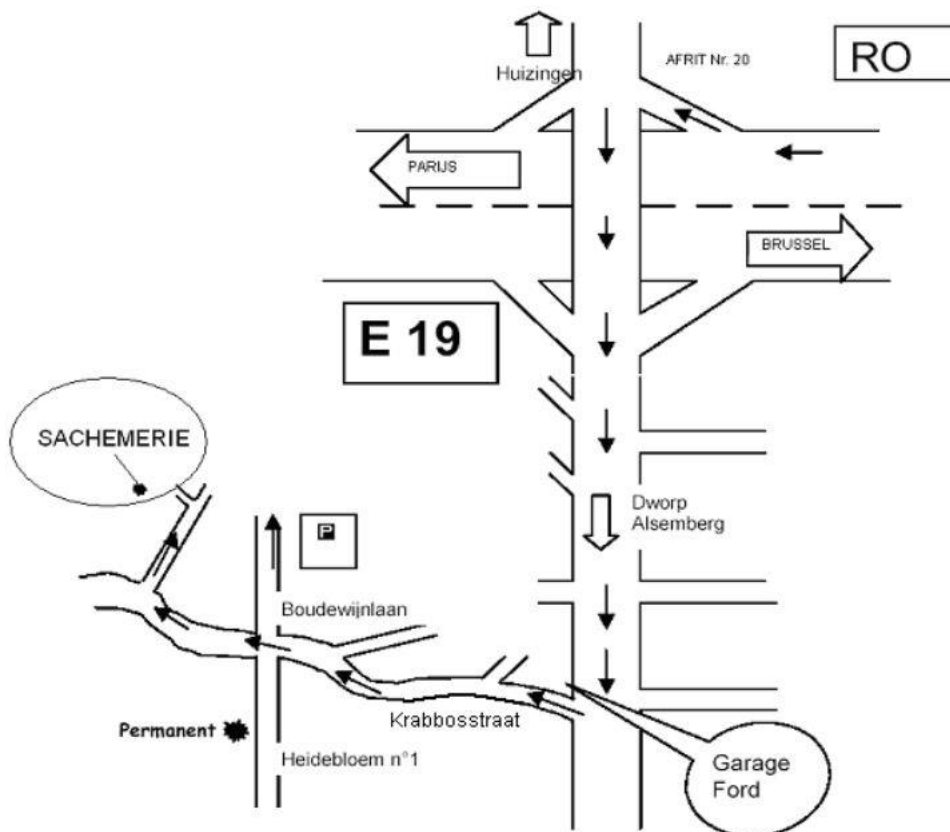 Huizingen
AFRIT Nr. 20
RO
PARIJS
BRUSSEL
E 19
SACHEMERIE
P
Dworp
Alsemberg
Boudewijnlaan
Krabbosstraat
Permanent
Heidebloem n°1
Garage
Ford